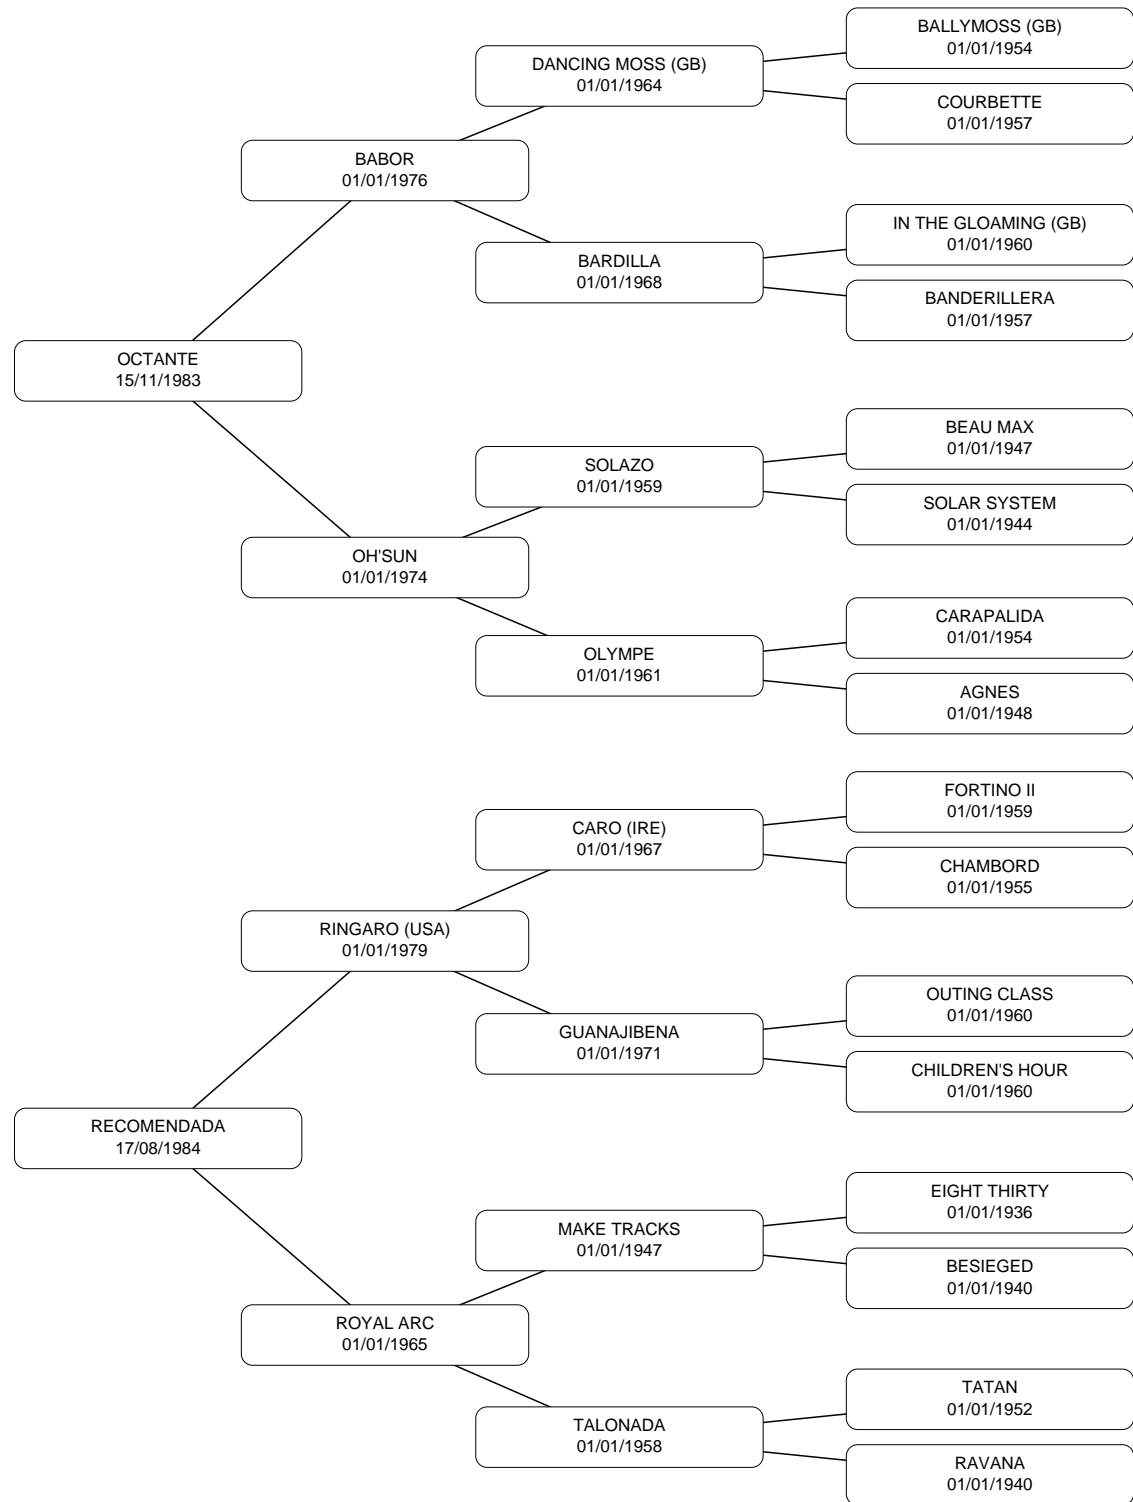 BALLYMOSS (GB)
01/01/1954
DANCING MOSS (GB)
01/01/1964
COURBETTE
01/01/1957
BABOR
01/01/1976
IN THE GLOAMING (GB)
01/01/1960
BARDILLA
01/01/1968
BANDERILLERA
01/01/1957
OCTANTE
15/11/1983
BEAU MAX
01/01/1947
SOLAZO
01/01/1959
SOLAR SYSTEM
01/01/1944
OH'SUN
01/01/1974
CARAPALIDA
01/01/1954
OLYMPE
01/01/1961
AGNES
01/01/1948
FORTINO II
01/01/1959
CARO (IRE)
01/01/1967
CHAMBORD
01/01/1955
RINGARO (USA)
01/01/1979
OUTING CLASS
01/01/1960
GUANAJIBENA
01/01/1971
CHILDREN'S HOUR
01/01/1960
RECOMENDADA
17/08/1984
EIGHT THIRTY
01/01/1936
MAKE TRACKS
01/01/1947
BESIEGED
01/01/1940
ROYAL ARC
01/01/1965
TATAN
01/01/1952
TALONADA
01/01/1958
RAVANA
01/01/1940